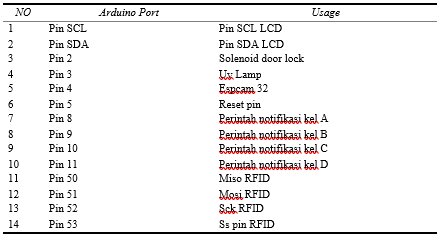 NO Arduino Port Usage
1 Pin SCL Pin SCL LCD
2 Pin SDA Pin SDA LCD
3 Pin 2 Solenoid door lock
4 Pin 3 Uv Lamp
5 Pin 4 Espcam 32
6 Pin 5 Reset pin
7 Pin 8 Perintah notifikasi kel A
8 Pin 9 Perintah notifikasi kel B
9 Pin 10 Perintah notifikasi kel C
10 Pin 11 Perintah notifikasi kel D
11 Pin 50 Miso RFID
12 Pin 51 Mosi RFID
13 Pin 52 Sck RFID
14 Pin 53 Ss pin RFID